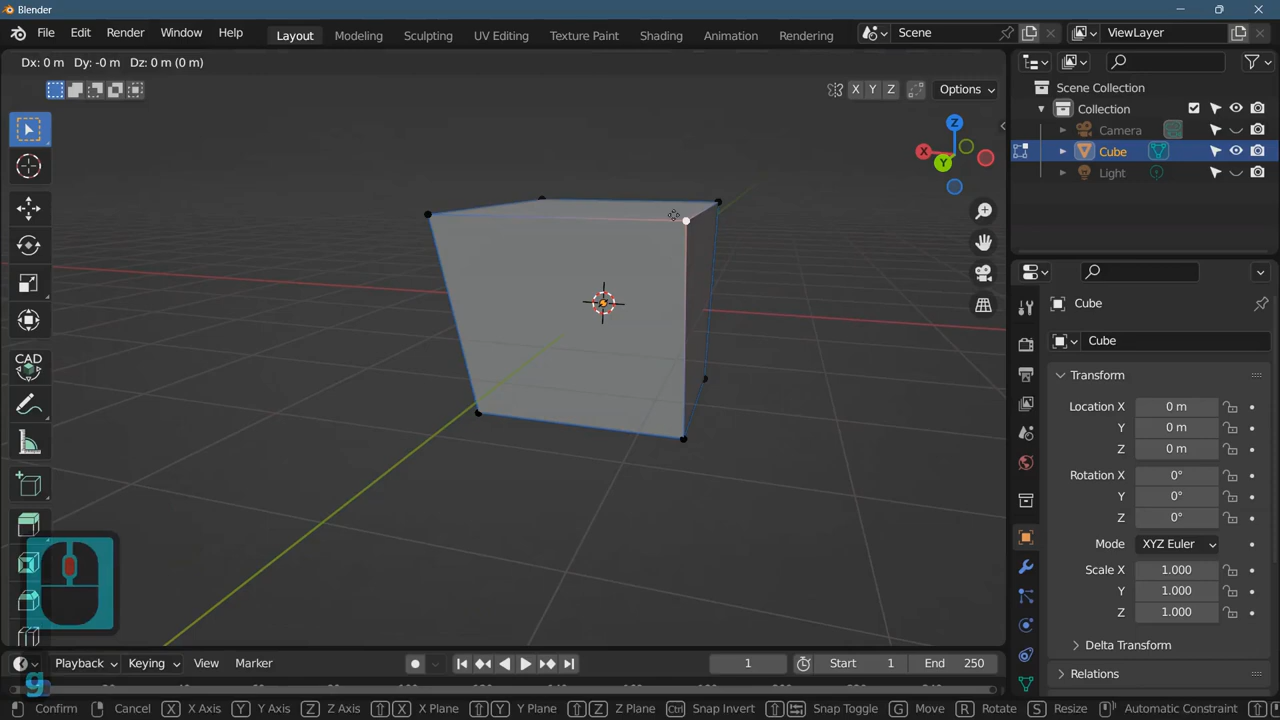 Blender
File Edit Render Window Help Layout Modeling Sculpting UV Editing Texture Paint Shading Animation Rendering Scene ViewLayer
Dx: 0 m Dy: -0 m Dz: 0 m (0 m)
X Y Z Options
Scene Collection
Collection
Camera
Cube
Light
Z
X
Y
CAD
Cube
Cube
Transform
Location X 0 m
Y 0 m
Z 0 m
Rotation X 0°
Y 0°
Z 0°
Mode XYZ Euler
Scale X 1.000
Y 1.000
Z 1.000
Delta Transform
Relations
Playback Keying View Marker 1 Start 1 End 250
g
Confirm Cancel X X Axis Y Y Axis Z Z Axis X X Plane Y Y Plane Z Z Plane Ctrl Snap Invert Snap Toggle G Move R Rotate S Resize Automatic Constraint